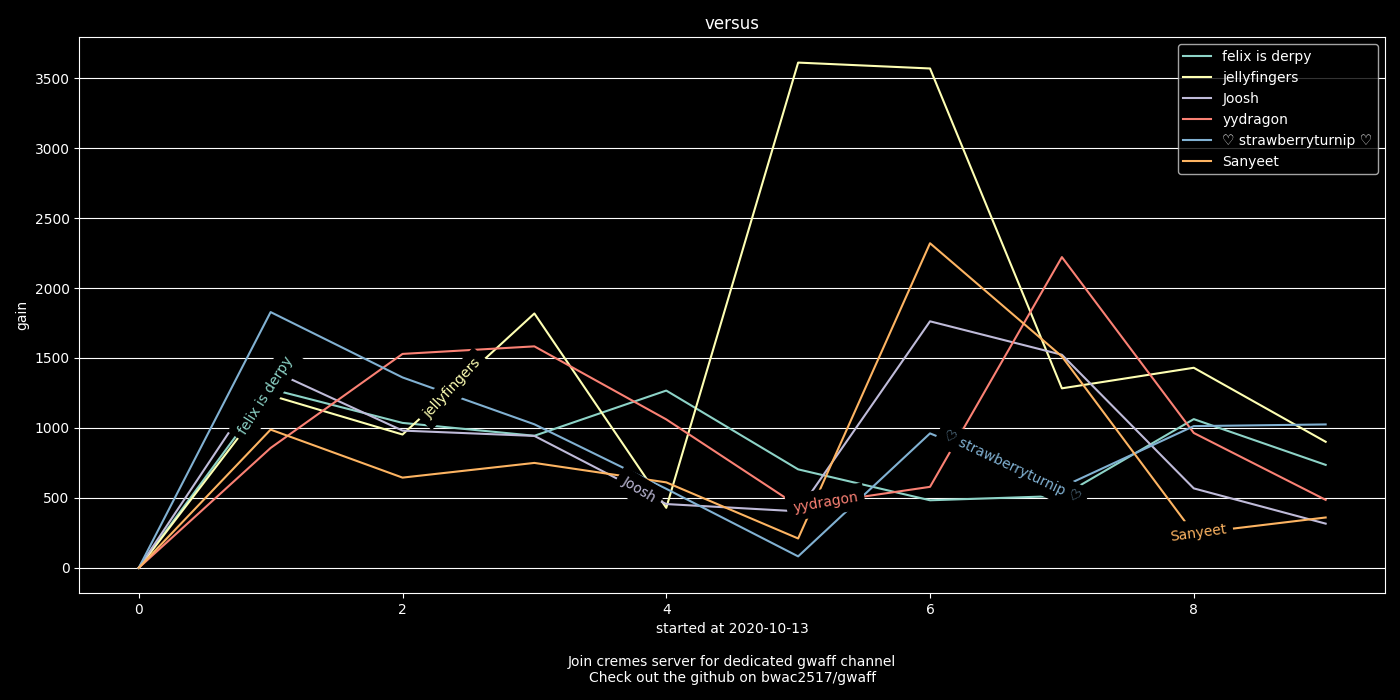 versus
felix is derpy
jellyfingers
Joosh
yydragon
♡ strawberryturnip ♡
Sanyeet
3500
3000
2500
2000
1500
1000
500
0
gain
felix is derpy
jellyfingers
Joosh
yydragon
♡ strawberryturnip ♡
Sanyeet
0 2 4 6 8
started at 2020-10-13
Join cremes server for dedicated gwaff channel
Check out the github on bwac2517/gwaff